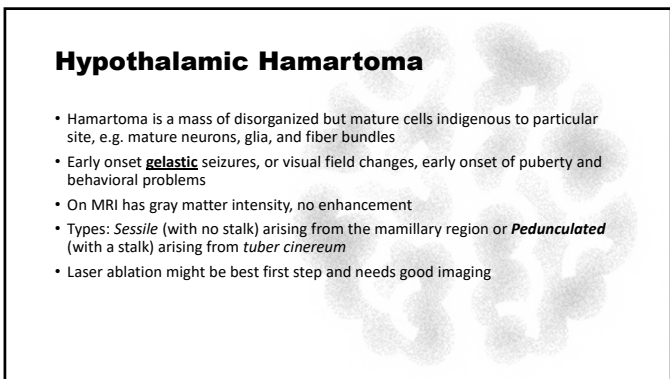 Hypothalamic Hamartoma
• Hamartoma is a mass of disorganized but mature cells indigenous to particular
site, e.g. mature neurons, glia, and fiber bundles
• Early onset gelastic seizures, or visual field changes, early onset of puberty and
behavioral problems
• On MRI has gray matter intensity, no enhancement
• Types: Sessile (with no stalk) arising from the mamillary region or Pedunculated
(with a stalk) arising from tuber cinereum
• Laser ablation might be best first step and needs good imaging